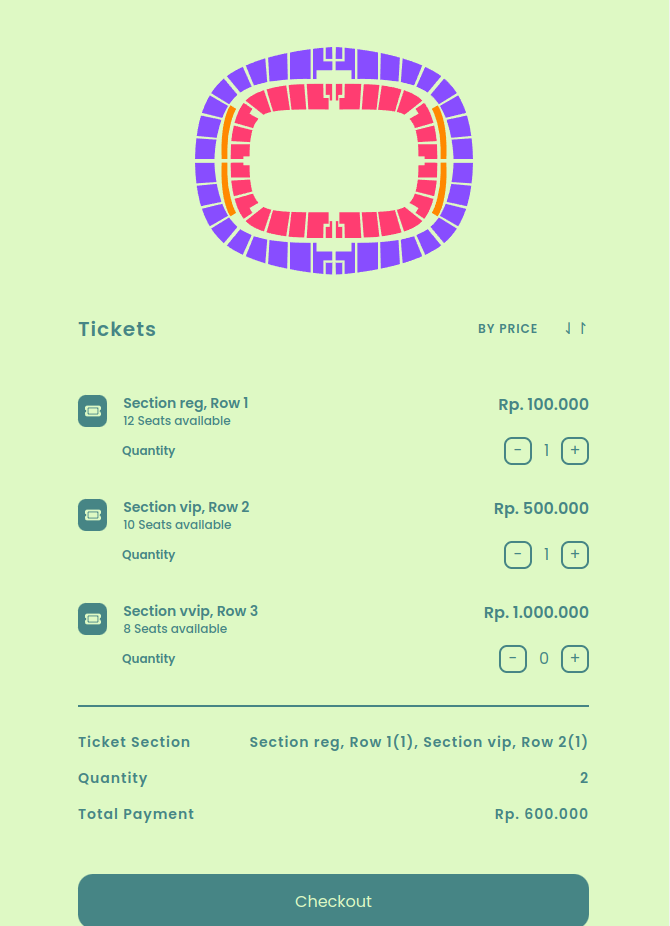 Tickets
BY PRICE
Section reg, Row 1
Rp. 100.000
12 Seats available
Quantity
- 1 +
Section vip, Row 2
Rp. 500.000
10 Seats available
Quantity
- 1 +
Section vvip, Row 3
Rp. 1.000.000
8 Seats available
Quantity
- 0 +
Ticket Section Section reg, Row 1(1), Section vip, Row 2(1)
Quantity 2
Total Payment Rp. 600.000
Checkout